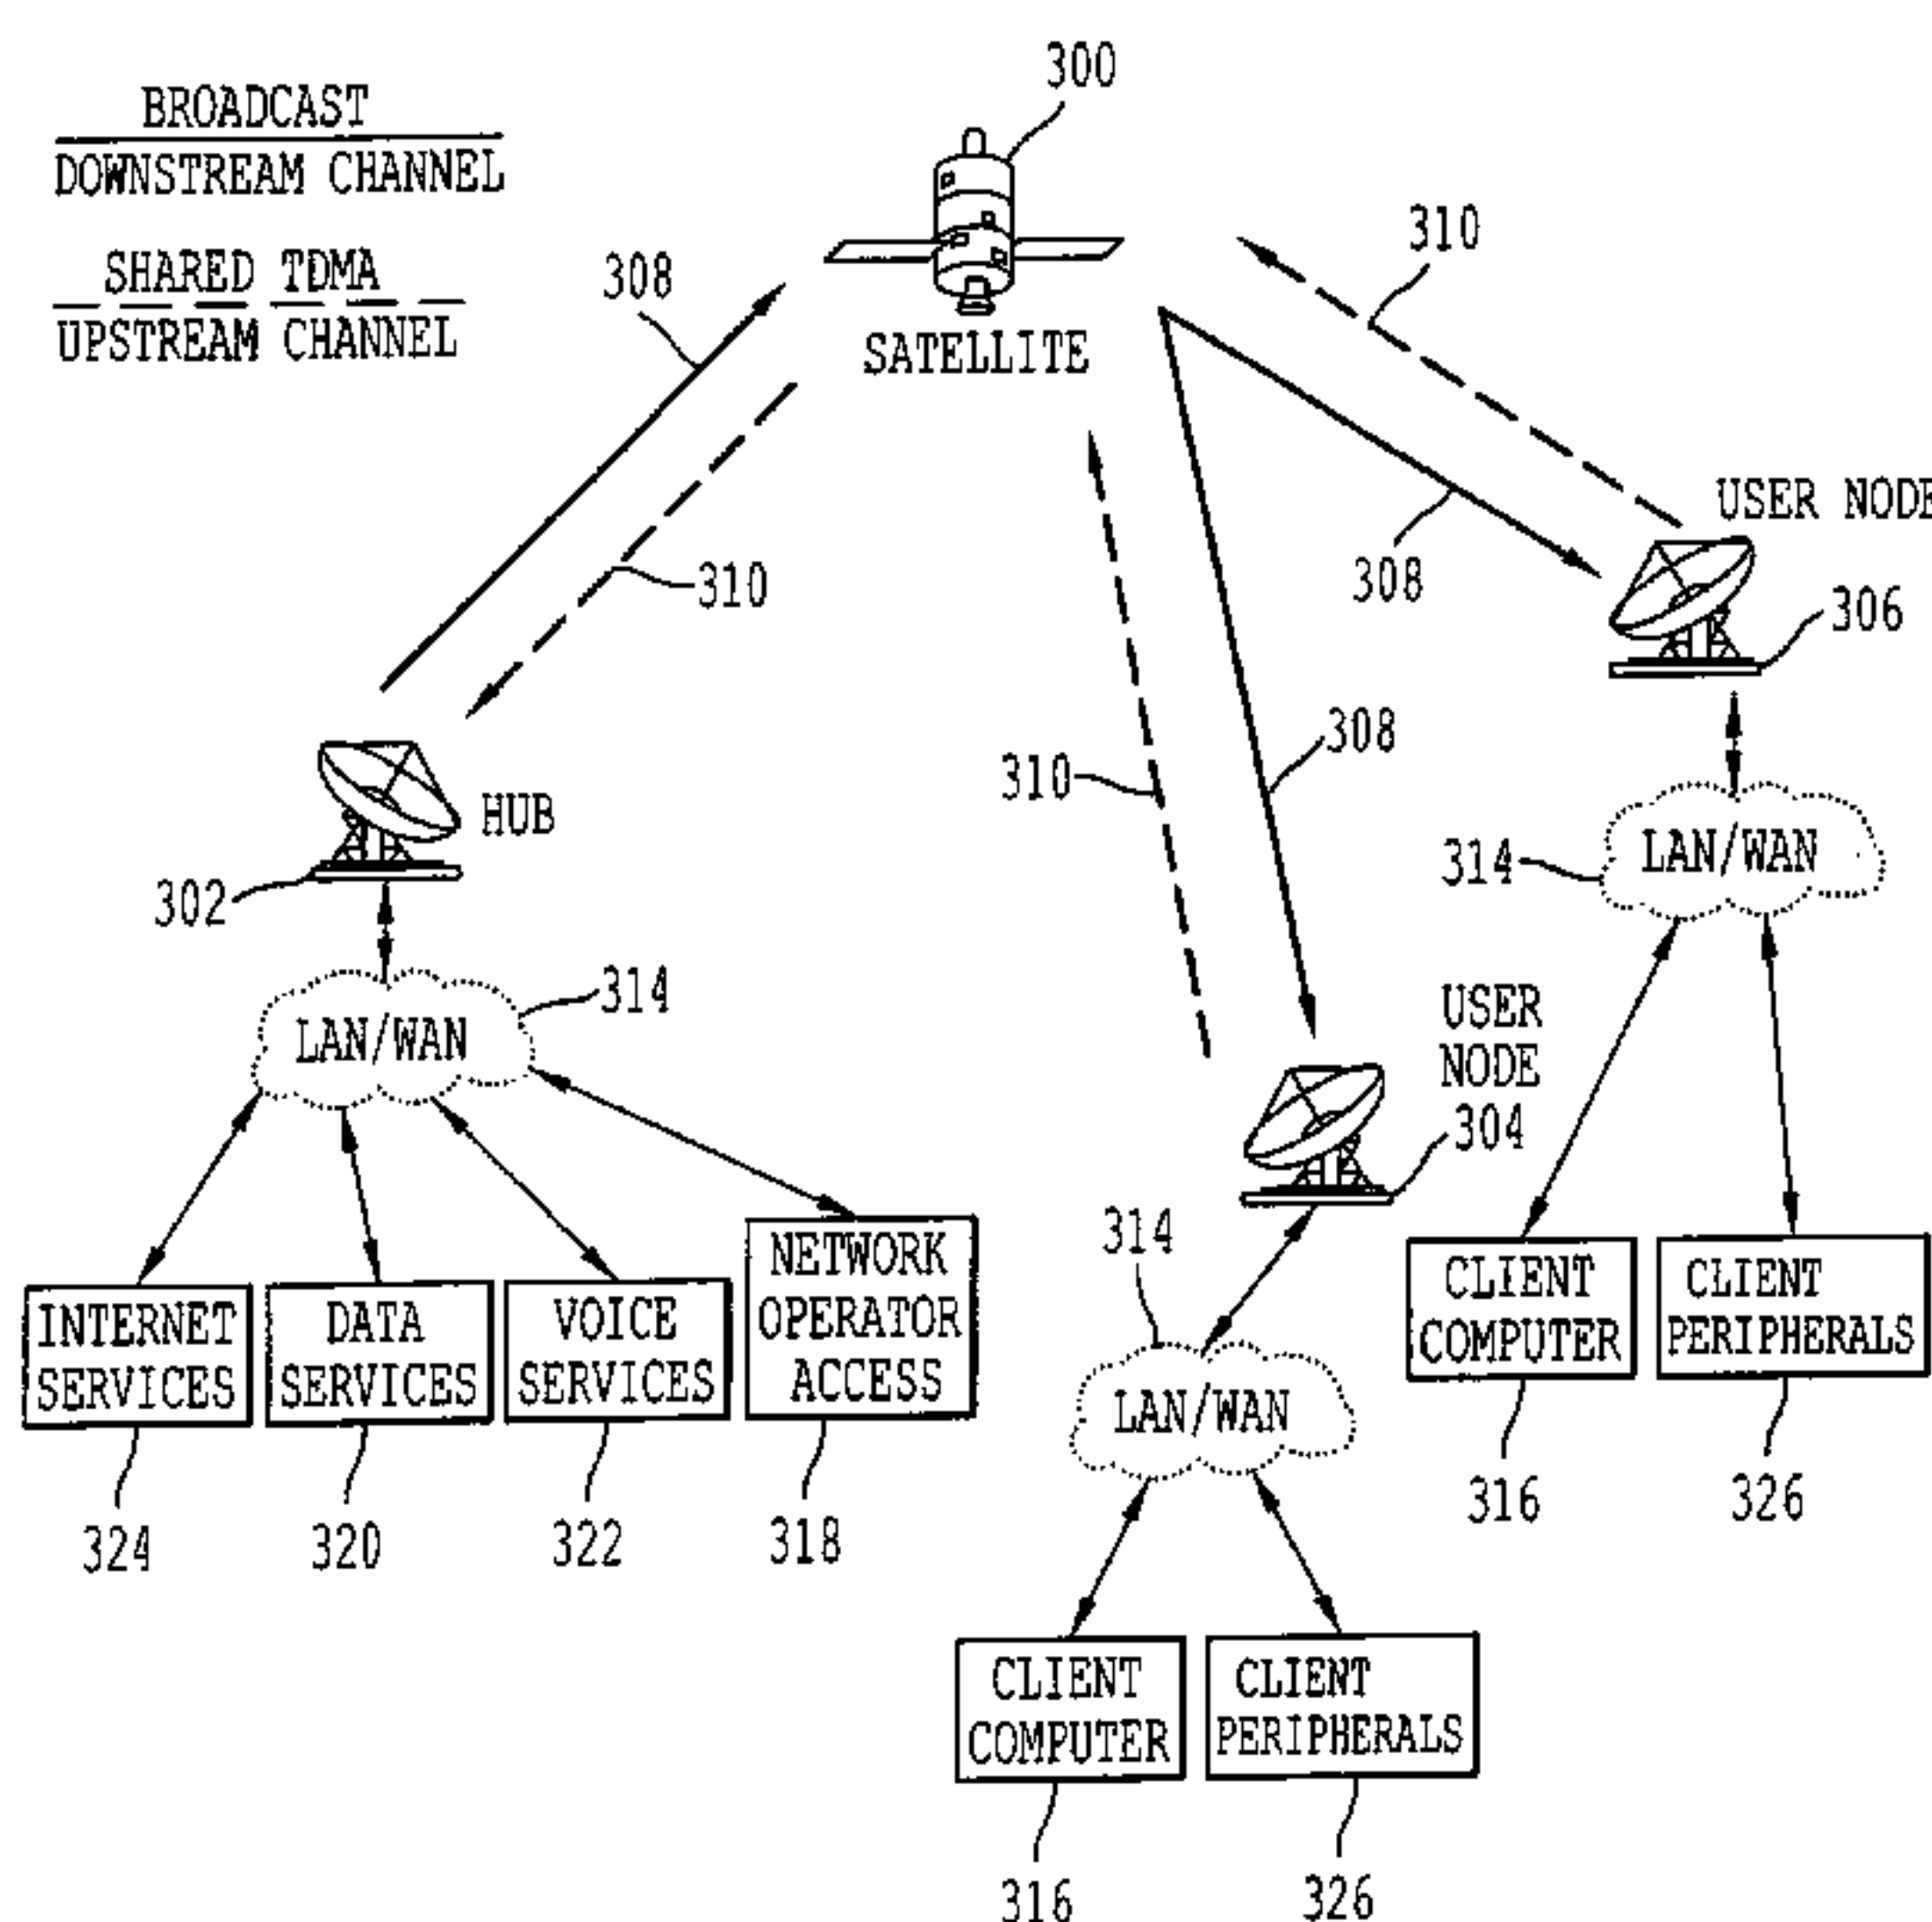 300
BROADCAST
DOWNSTREAM CHANNEL
SHARED TDMA
UPSTREAM CHANNEL
308
310
SATELLITE
310
308
USER NODE
306
310
308
HUB
302
314
LAN/WAN
314
LAN/WAN
USER
NODE
304
314
LAN/WAN
INTERNET
SERVICES
DATA
SERVICES
VOICE
SERVICES
NETWORK
OPERATOR
ACCESS
CLIENT
COMPUTER
CLIENT
PERIPHERALS
324
320
322
318
316
326
CLIENT
COMPUTER
CLIENT
PERIPHERALS
316
326